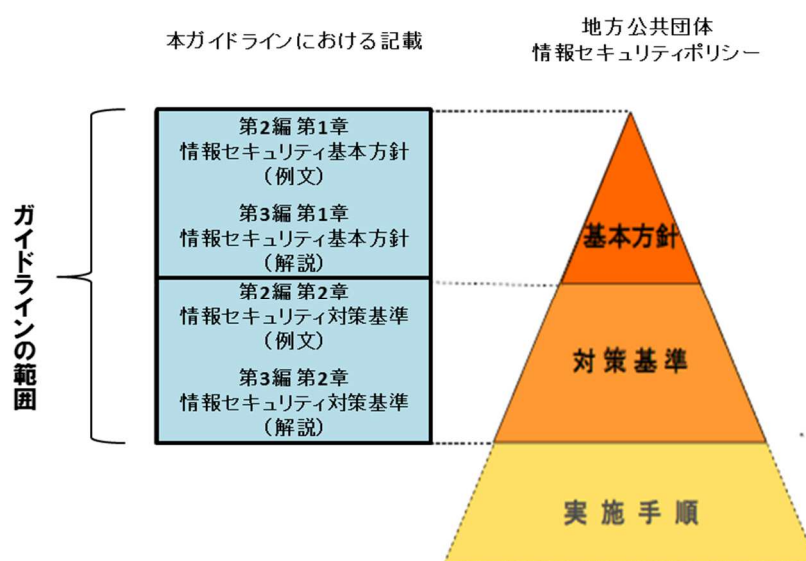 本ガイドラインにおける記載
地方公共団体
情報セキュリティポリシー
ガイドラインの範囲
第2編 第1章
情報セキュリティ基本方針
（例文）
第3編 第1章
情報セキュリティ基本方針
（解説）
第2編 第2章
情報セキュリティ対策基準
（例文）
第3編 第2章
情報セキュリティ対策基準
（解説）
基本方針
対策基準
実施手順